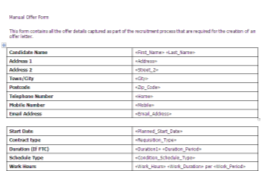 Manual Offer Form
This form contains all the offer details captured as part of the recruitment process that are required for the creation of an
offer letter.
Candidate Name <First_Name> <Last_Name>
Address 1 <Address>
Address 2 <Street_2>
Town/City <City>
Postcode <Zip_Code>
Telephone Number <Home>
Mobile Number <Mobile>
Email Address <Email_Address>
Start Date <Planned_Start_Date>
Contract type <Requisition_Type>
Duration (If FTC) <Duration1> <Duration_Period>
Schedule Type <Condition_Schedule_Type>
Work Hours <Work_Hours> <Work_Duration> per <Work_Period>